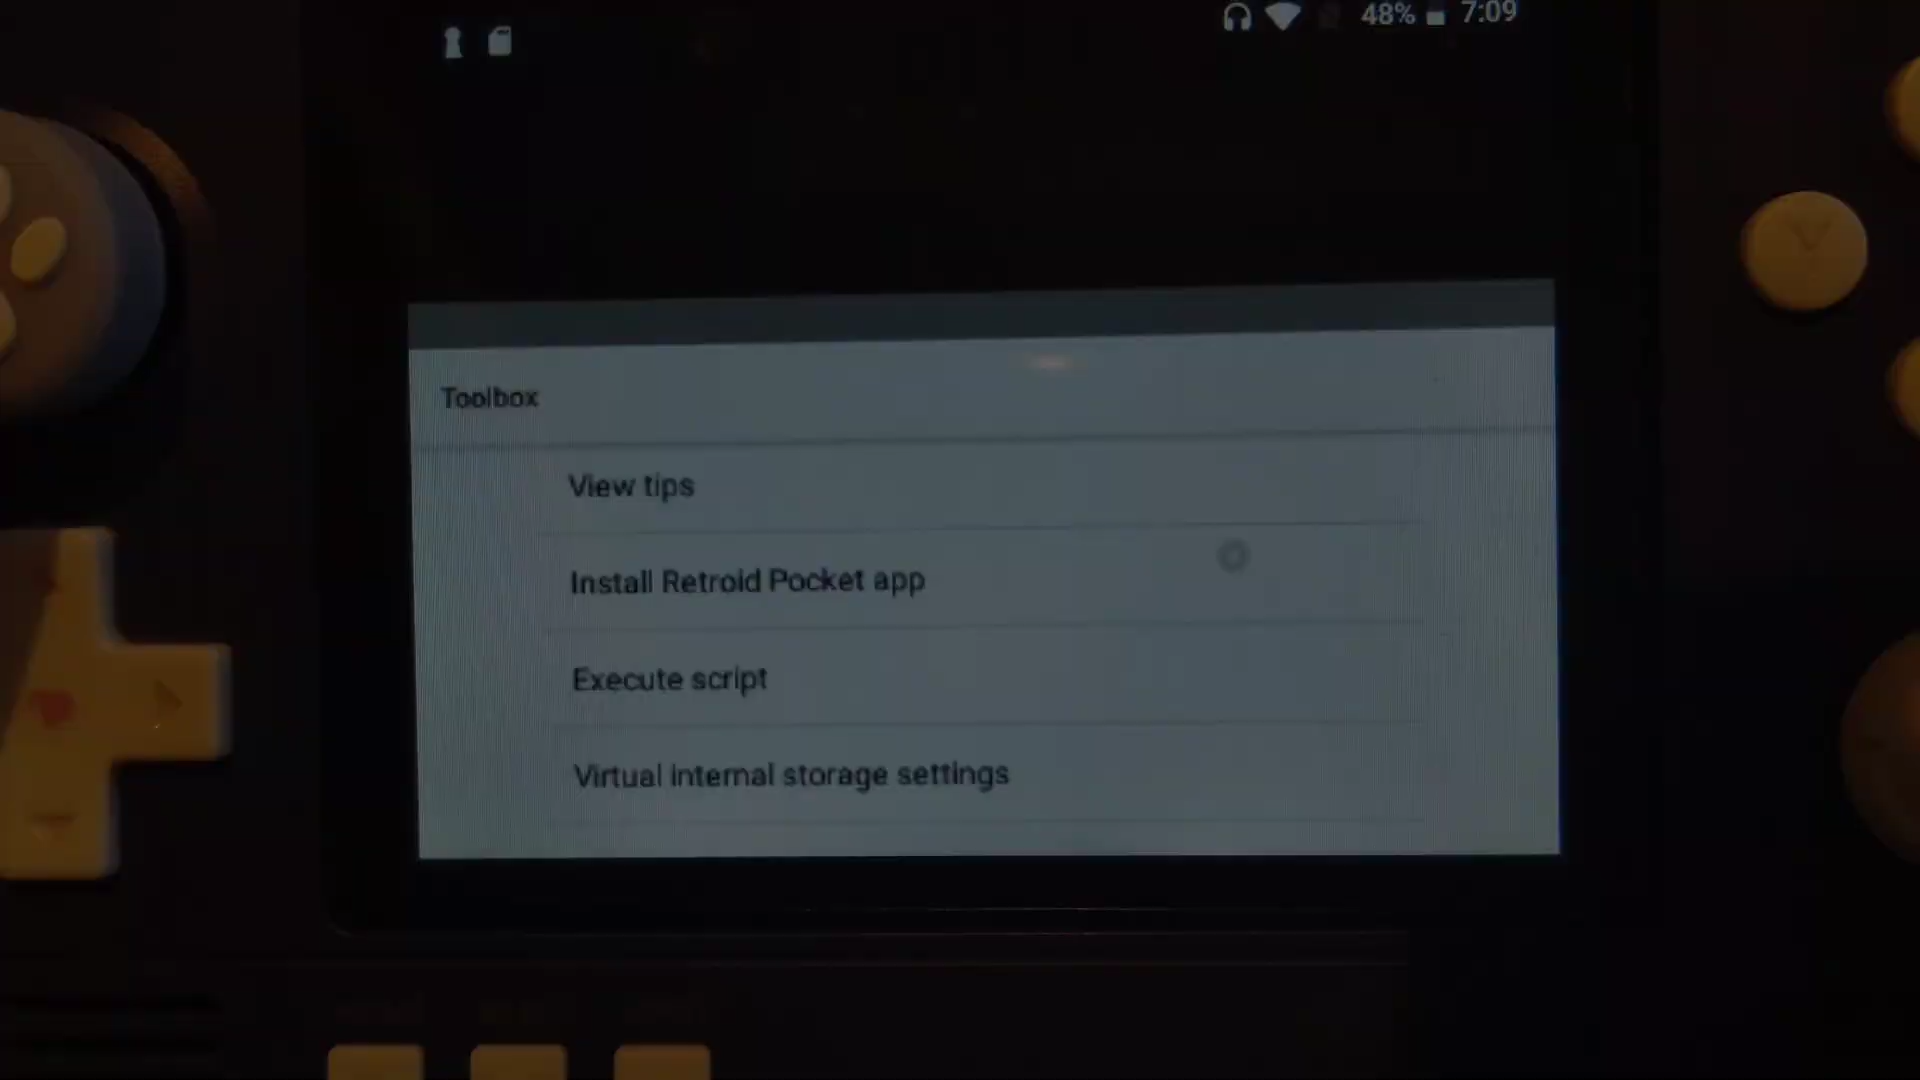 48% 7:09
Toolbox
View tips
Install Retroid Pocket app
Execute script
Virtual internal storage settings
Y